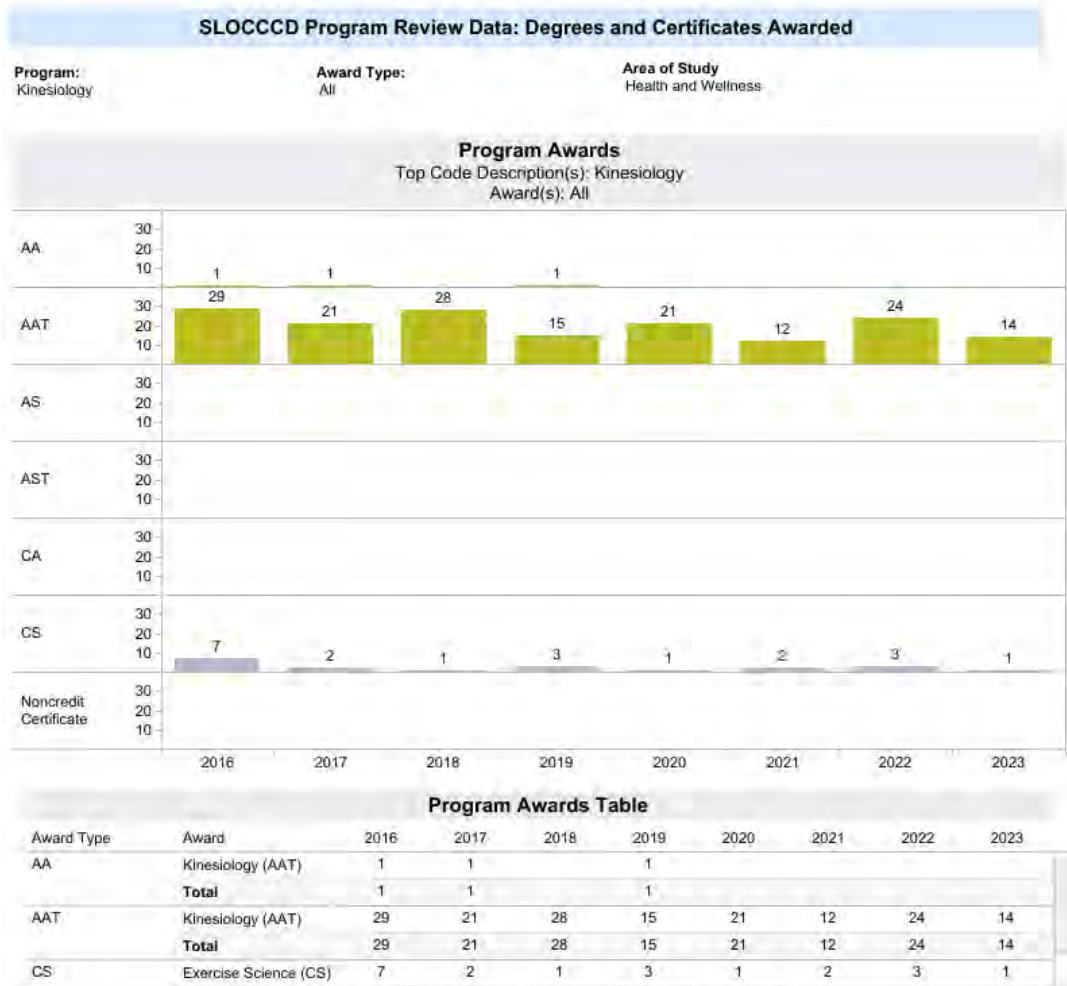 SLOCCCD Program Review Data: Degrees and Certificates Awarded
Program: Award Type: Area of Study
Kinesiology All Health and Wellness
Program Awards
Top Code Description(s): Kinesiology
Award(s): All
AA 30 20 10
1 1 1
AAT 30 20 10
29 21 28 15 21 12 24 14
AS 30 20 10
AST 30 20 10
CA 30 20 10
CS 30 20 10
7 2 1 3 1 2 3 1
Noncredit Certificate 30 20 10
2016 2017 2018 2019 2020 2021 2022 2023
Program Awards Table
Award Type Award 2016 2017 2018 2019 2020 2021 2022 2023
AA Kinesiology (AAT) 1 1 1
Total 1 1 1
AAT Kinesiology (AAT) 29 21 28 15 21 12 24 14
Total 29 21 28 15 21 12 24 14
CS Exercise Science (CS) 7 2 1 3 1 2 3 1